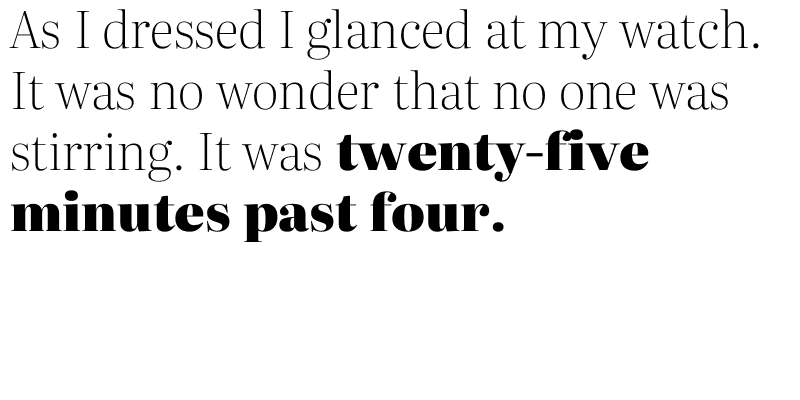 As I dressed I glanced at my watch.
It was no wonder that no one was
stirring. It was twenty-five
minutes past four.